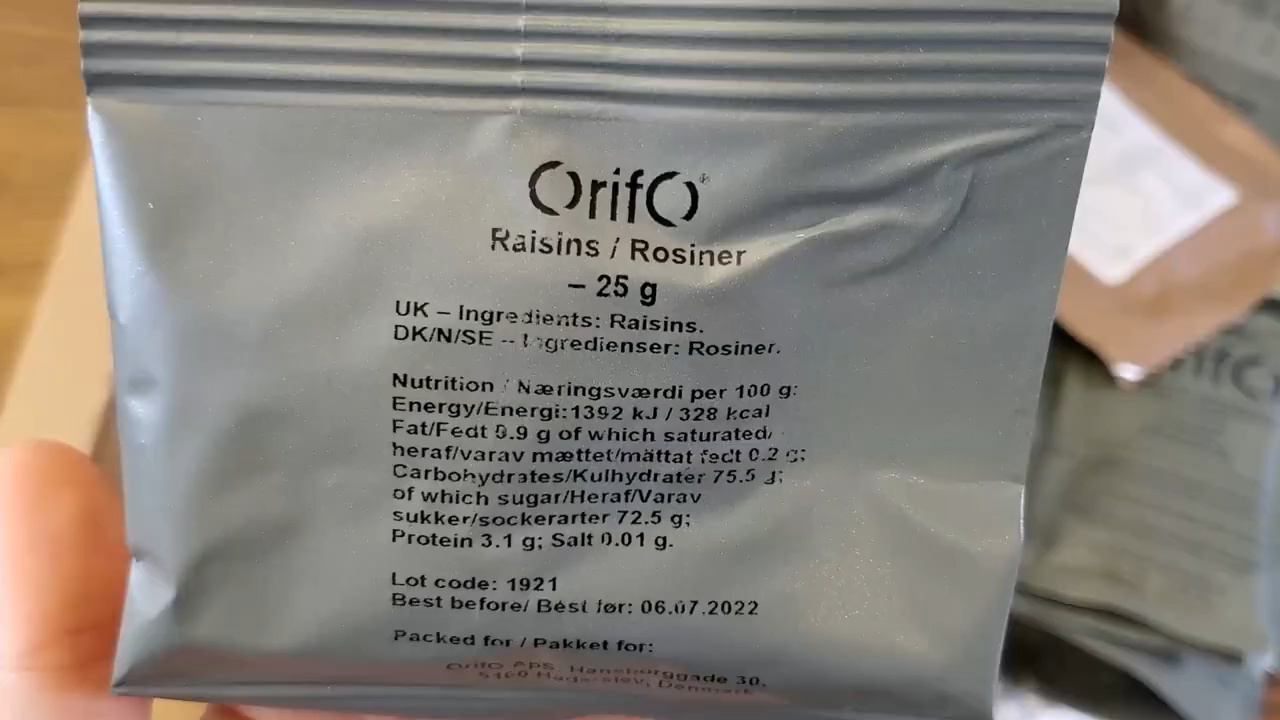 OrifO®
Raisins / Rosiner
– 25 g
UK – Ingredients: Raisins.
DK/N/SE – Ingredienser: Rosiner.
Nutrition / Næringsværdi per 100 g:
Energy/Energi:1392 kJ / 328 kcal
Fat/Fedt 0.9 g of which saturated/
heraf/varav mættet/mättat fedt 0.2 g;
Carbohydrates/Kulhydrater 75.5 g;
of which sugar/Heraf/Varav
sukker/sockerarter 72.5 g;
Protein 3.1 g; Salt 0.01 g.
Lot code: 1921
Best before/ Best før: 06.07.2022
Packed for / Pakket for:
OrifO APS, Hansborggade 30,
Haderslev, Denmark